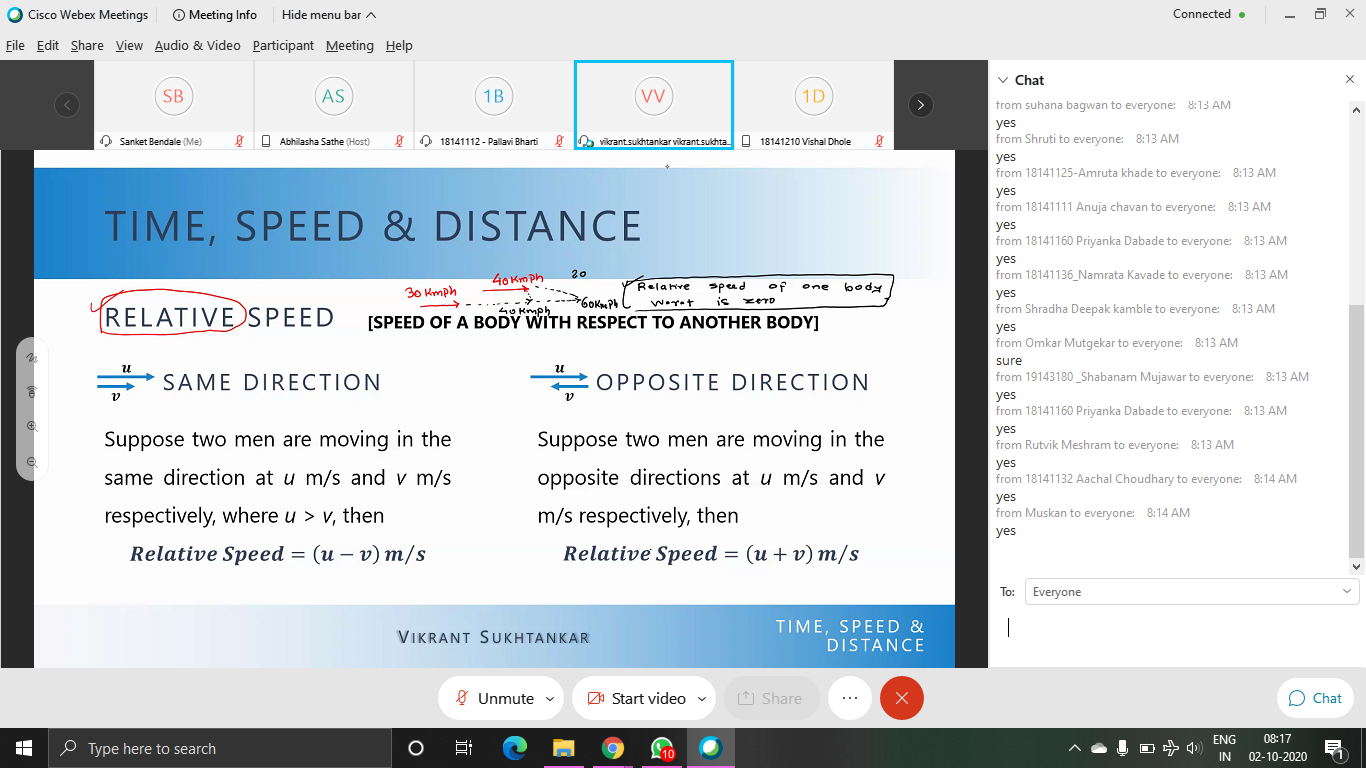 Cisco Webex Meetings
Meeting Info
Hide menu bar
Connected
File Edit Share View Audio & Video Participant Meeting Help
SB
AS
1B
VV
1D
Sanket Bendale (Me)
Abhilasha Sathe (Host)
18141112 - Pallavi Bharti
vikrant.sukhtankar vikrant.sukhta...
18141210 Vishal Dhole
TIME, SPEED & DISTANCE
30 Kmph
40 Kmph
20
40 Kmph
60 Kmph
Relative speed of one body
is zero
RELATIVE SPEED
[SPEED OF A BODY WITH RESPECT TO ANOTHER BODY]
u
v
SAME DIRECTION
Suppose two men are moving in the
same direction at u m/s and v m/s
respectively, where u > v, then
Relative Speed = (u − v) m/s
u
v
OPPOSITE DIRECTION
Suppose two men are moving in the
opposite directions at u m/s and v
m/s respectively, then
Relative Speed = (u + v) m/s
VIKRANT SUKHTANKAR
TIME, SPEED &
DISTANCE
Chat
from suhana bagwan to everyone: 8:13 AM
yes
from Shruti to everyone: 8:13 AM
yes
from 18141125-Amruta khade to everyone: 8:13 AM
yes
from 18141111 Anuja chavan to everyone: 8:13 AM
yes
from 18141160 Priyanka Dabade to everyone: 8:13 AM
yes
from 18141136_Namrata Kavade to everyone: 8:13 AM
yes
from Shradha Deepak kamble to everyone: 8:13 AM
yes
from Omkar Mutgekar to everyone: 8:13 AM
sure
from 19143180 _Shabanam Mujawar to everyone: 8:13 AM
yes
from 18141160 Priyanka Dabade to everyone: 8:13 AM
yes
from Rutvik Meshram to everyone: 8:13 AM
yes
from 18141132 Aachal Choudhary to everyone: 8:14 AM
yes
from Muskan to everyone: 8:14 AM
yes
To: Everyone
Unmute
Start video
Share
Chat
Type here to search
10
ENG
IN
08:17
02-10-2020
1